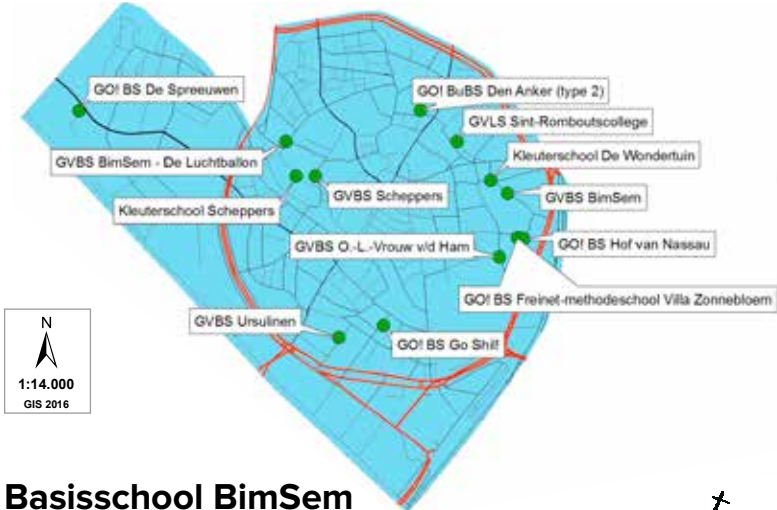 GO! BS De Spreeuwen
GO! BuBS Den Anker (type 2)
GVLS Sint-Romboutscollege
GVBS BimSem - De Luchtballon
Kleuterschool De Wondertuin
GVBS Scheppers
GVBS BimSem
Kleuterschool Scheppers
GVBS O.-L.-Vrouw v/d Ham
GO! BS Hof van Nassau
GO! BS Freinet-methodeschool Villa Zonnebloem
GVBS Ursulinen
GO! BS Go Shil!
N
1:14.000
GIS 2016
Basisschool BimSem